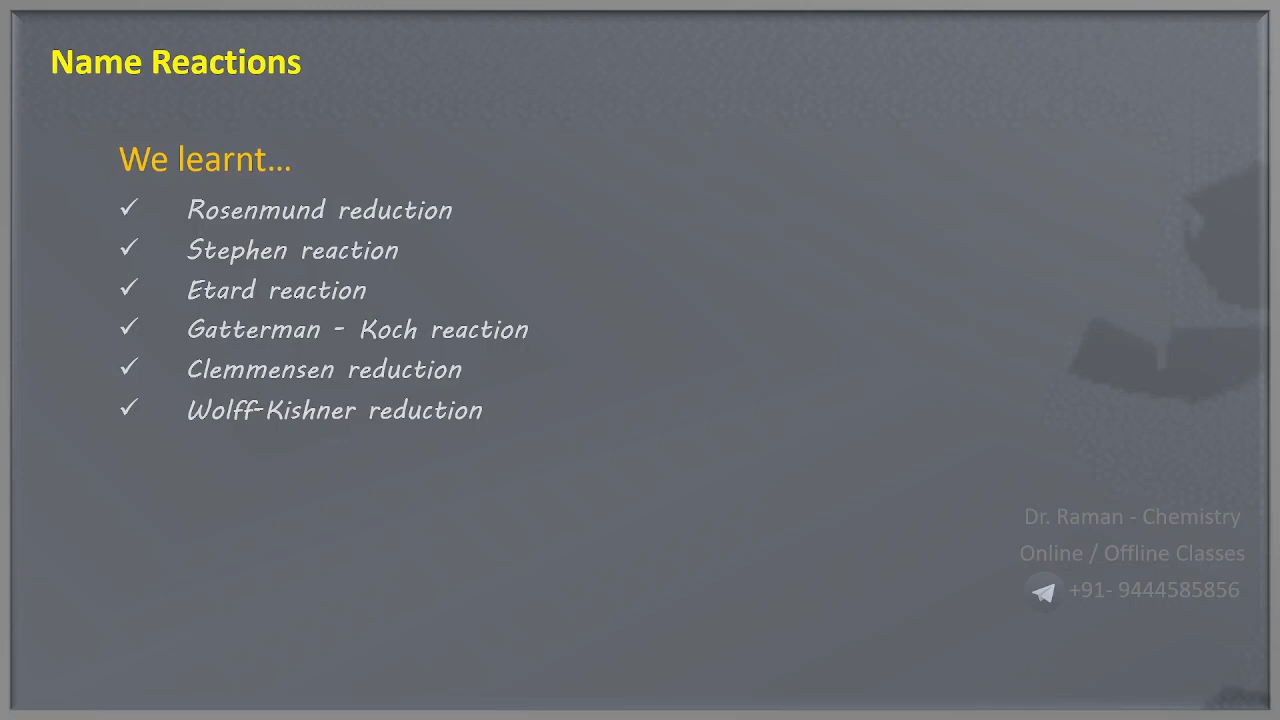 Name Reactions
We learnt...
✓ Rosenmund reduction
✓ Stephen reaction
✓ Etard reaction
✓ Gatterman - Koch reaction
✓ Clemmensen reduction
✓ Wolff-Kishner reduction
Dr. Raman - Chemistry
Online / Offline Classes
+91- 9444585856